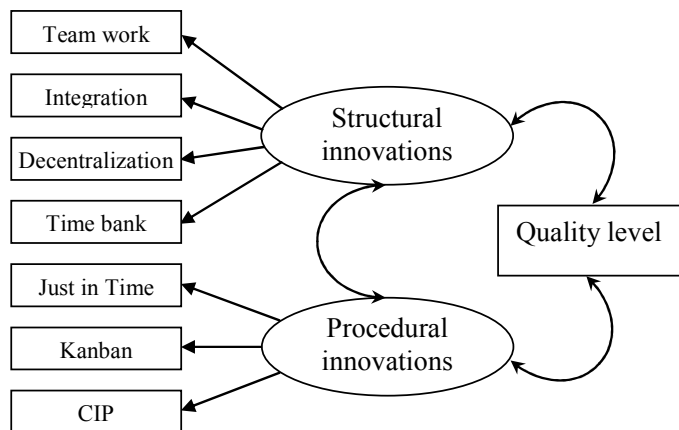 Team work
Integration
Decentralization
Time bank
Just in Time
Kanban
CIP
Structural
innovations
Procedural
innovations
Quality level